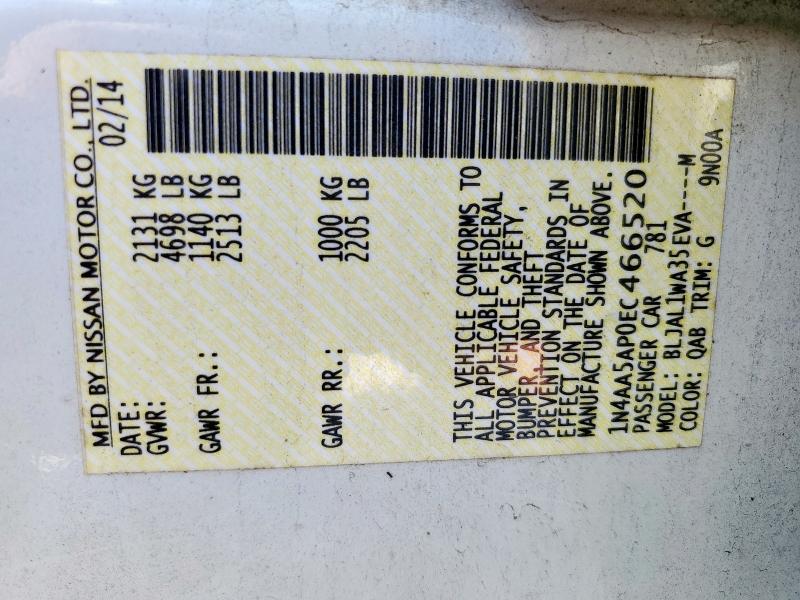 MFD BY NISSAN MOTOR CO., LTD.
DATE: 02/14
GVWR: 2131 KG
4698 LB
GAWR FR.: 1140 KG
2513 LB
GAWR RR.: 1000 KG
2205 LB
THIS VEHICLE CONFORMS TO
ALL APPLICABLE FEDERAL
MOTOR VEHICLE SAFETY,
BUMPER, AND THEFT
PREVENTION STANDARDS IN
EFFECT ON THE DATE OF
MANUFACTURE SHOWN ABOVE.
1N4AA5AP0EC466520
PASSENGER CAR 781
MODEL: BLJAL1WA35EVA----M
COLOR: QAB TRIM: G 9N00A